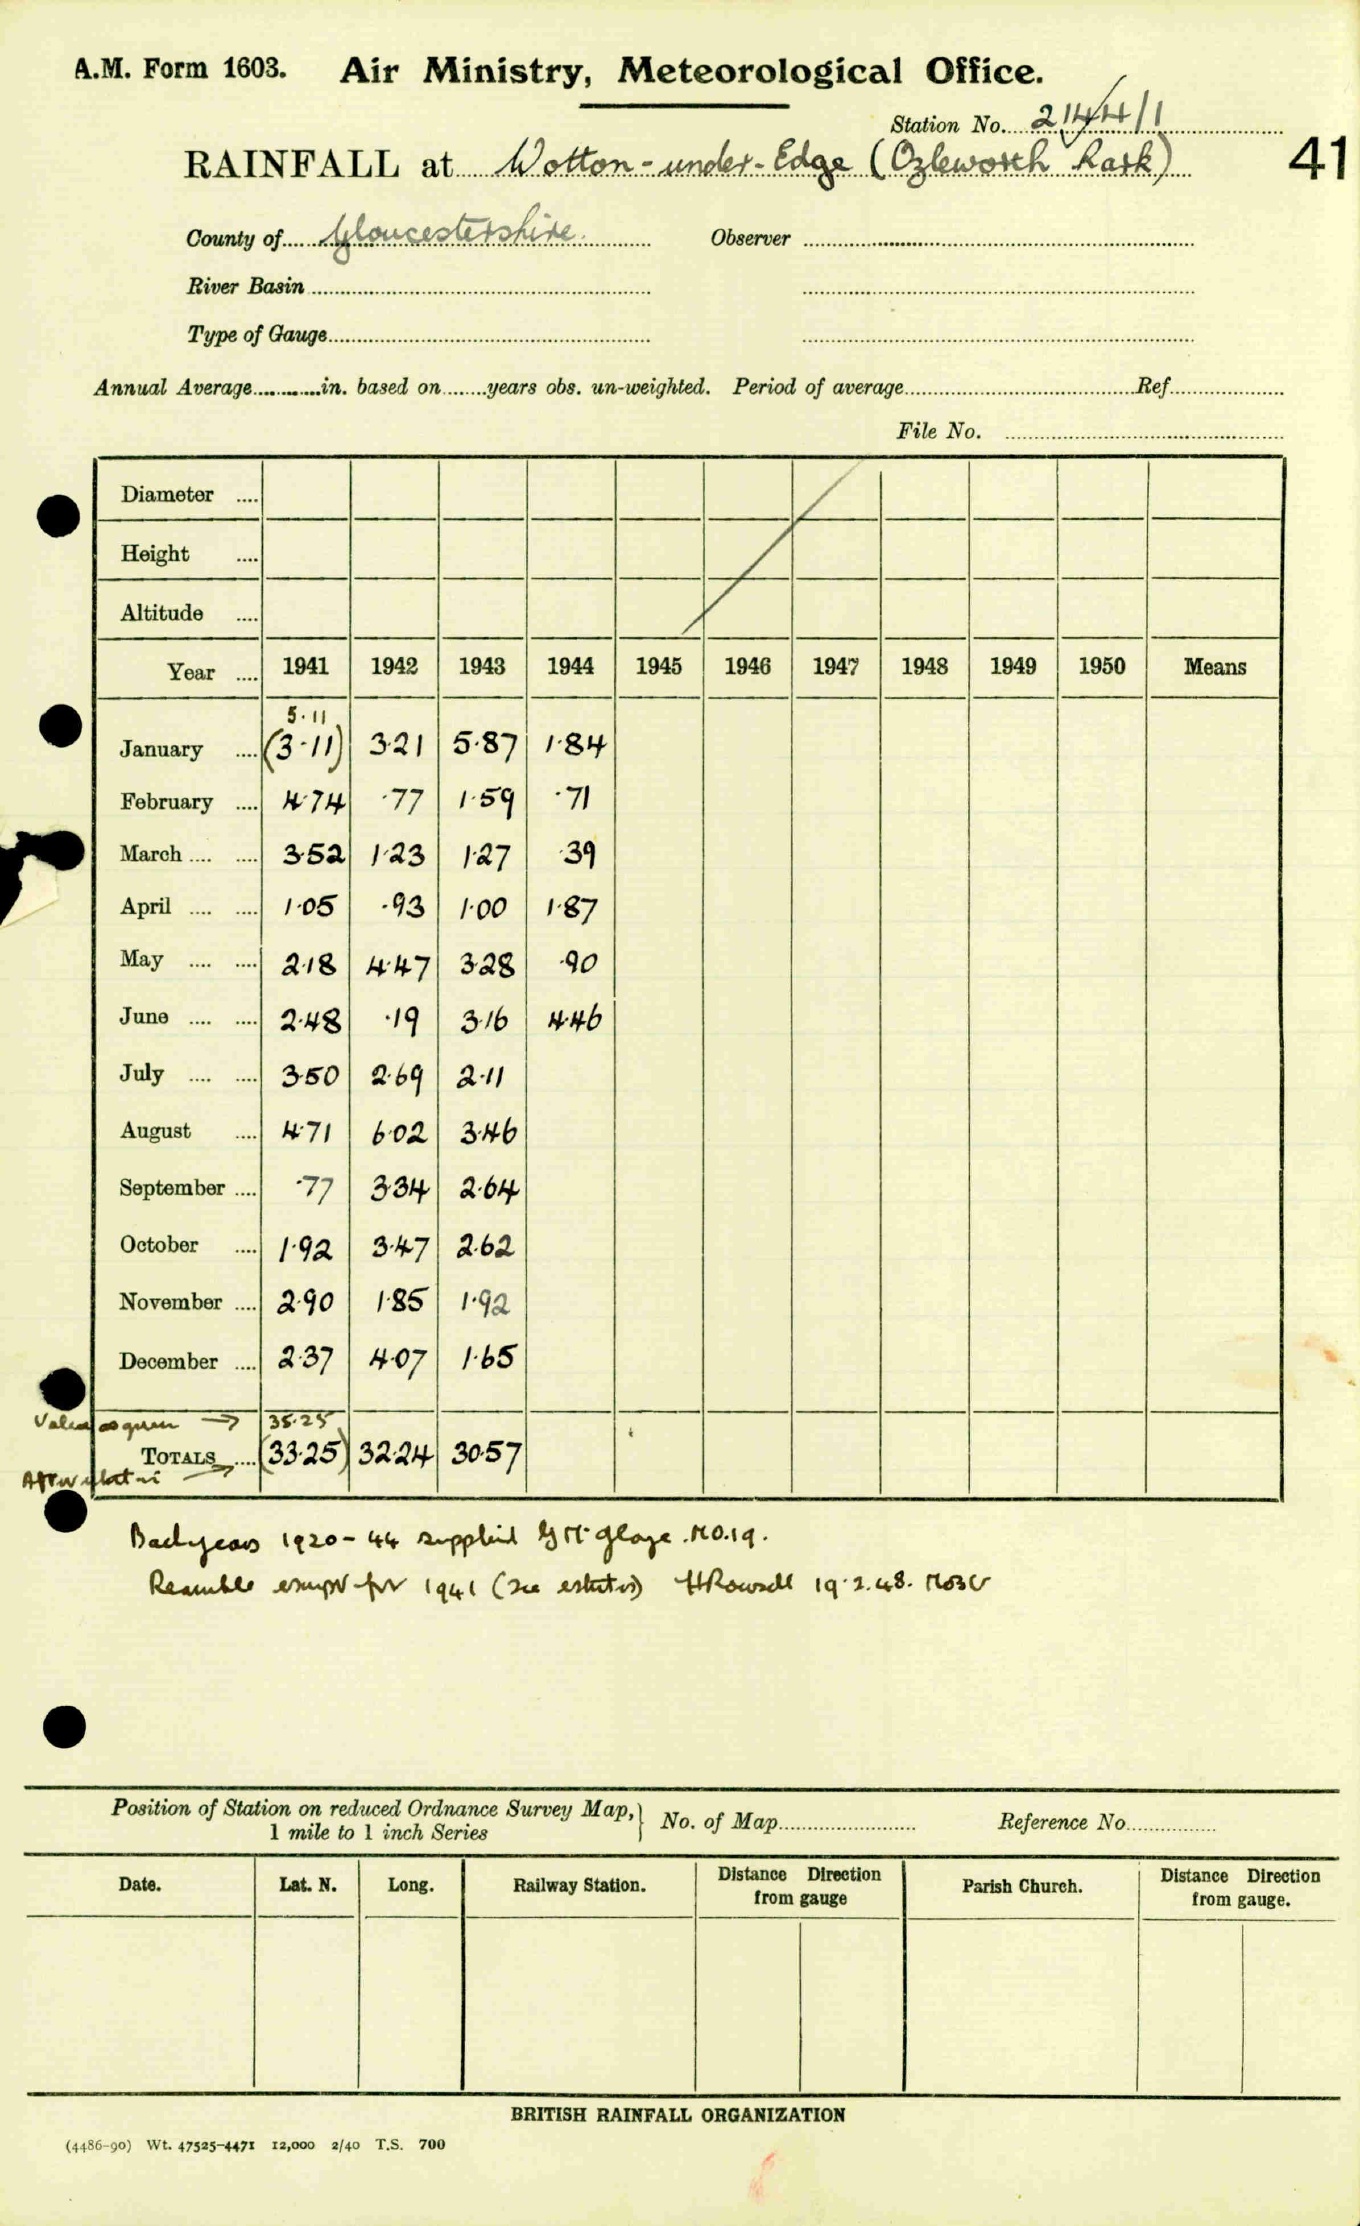 A.M. Form 1603. Air Ministry, Meteorological Office.
Station No. 2144/1
RAINFALL at Wotton-under-Edge (Ozleworth Park) 41
County of Gloucestershire. Observer
River Basin
Type of Gauge
Annual Average in. based on years obs. un-weighted. Period of average Ref.
File No.
Diameter
Height
Altitude
Year 1941 1942 1943 1944 1945 1946 1947 1948 1949 1950 Means
5.11
January (3.11) 3.21 5.87 1.84
February 4.74 .77 1.59 .71
March 3.52 1.23 1.27 .39
April 1.05 .93 1.00 1.87
May 2.18 4.47 3.28 .90
June 2.48 .19 3.16 4.46
July 3.50 2.69 2.11
August 4.71 6.02 3.46
September .77 3.34 2.64
October 1.92 3.47 2.62
November 2.90 1.85 1.92
December 2.37 4.07 1.65
as given → 35.25
TOTALS (33.25) 32.24 30.57
→
Back years 1920-44 supplied M.O.19.
for 1941 (see 19.2.48.
Position of Station on reduced Ordnance Survey Map, } No. of Map Reference No.
1 mile to 1 inch Series
Date. Lat. N. Long. Railway Station. Distance Direction from gauge Parish Church. Distance Direction from gauge.
BRITISH RAINFALL ORGANIZATION
(4486-90) Wt. 47525-4471 12,000 2/40 T.S. 700